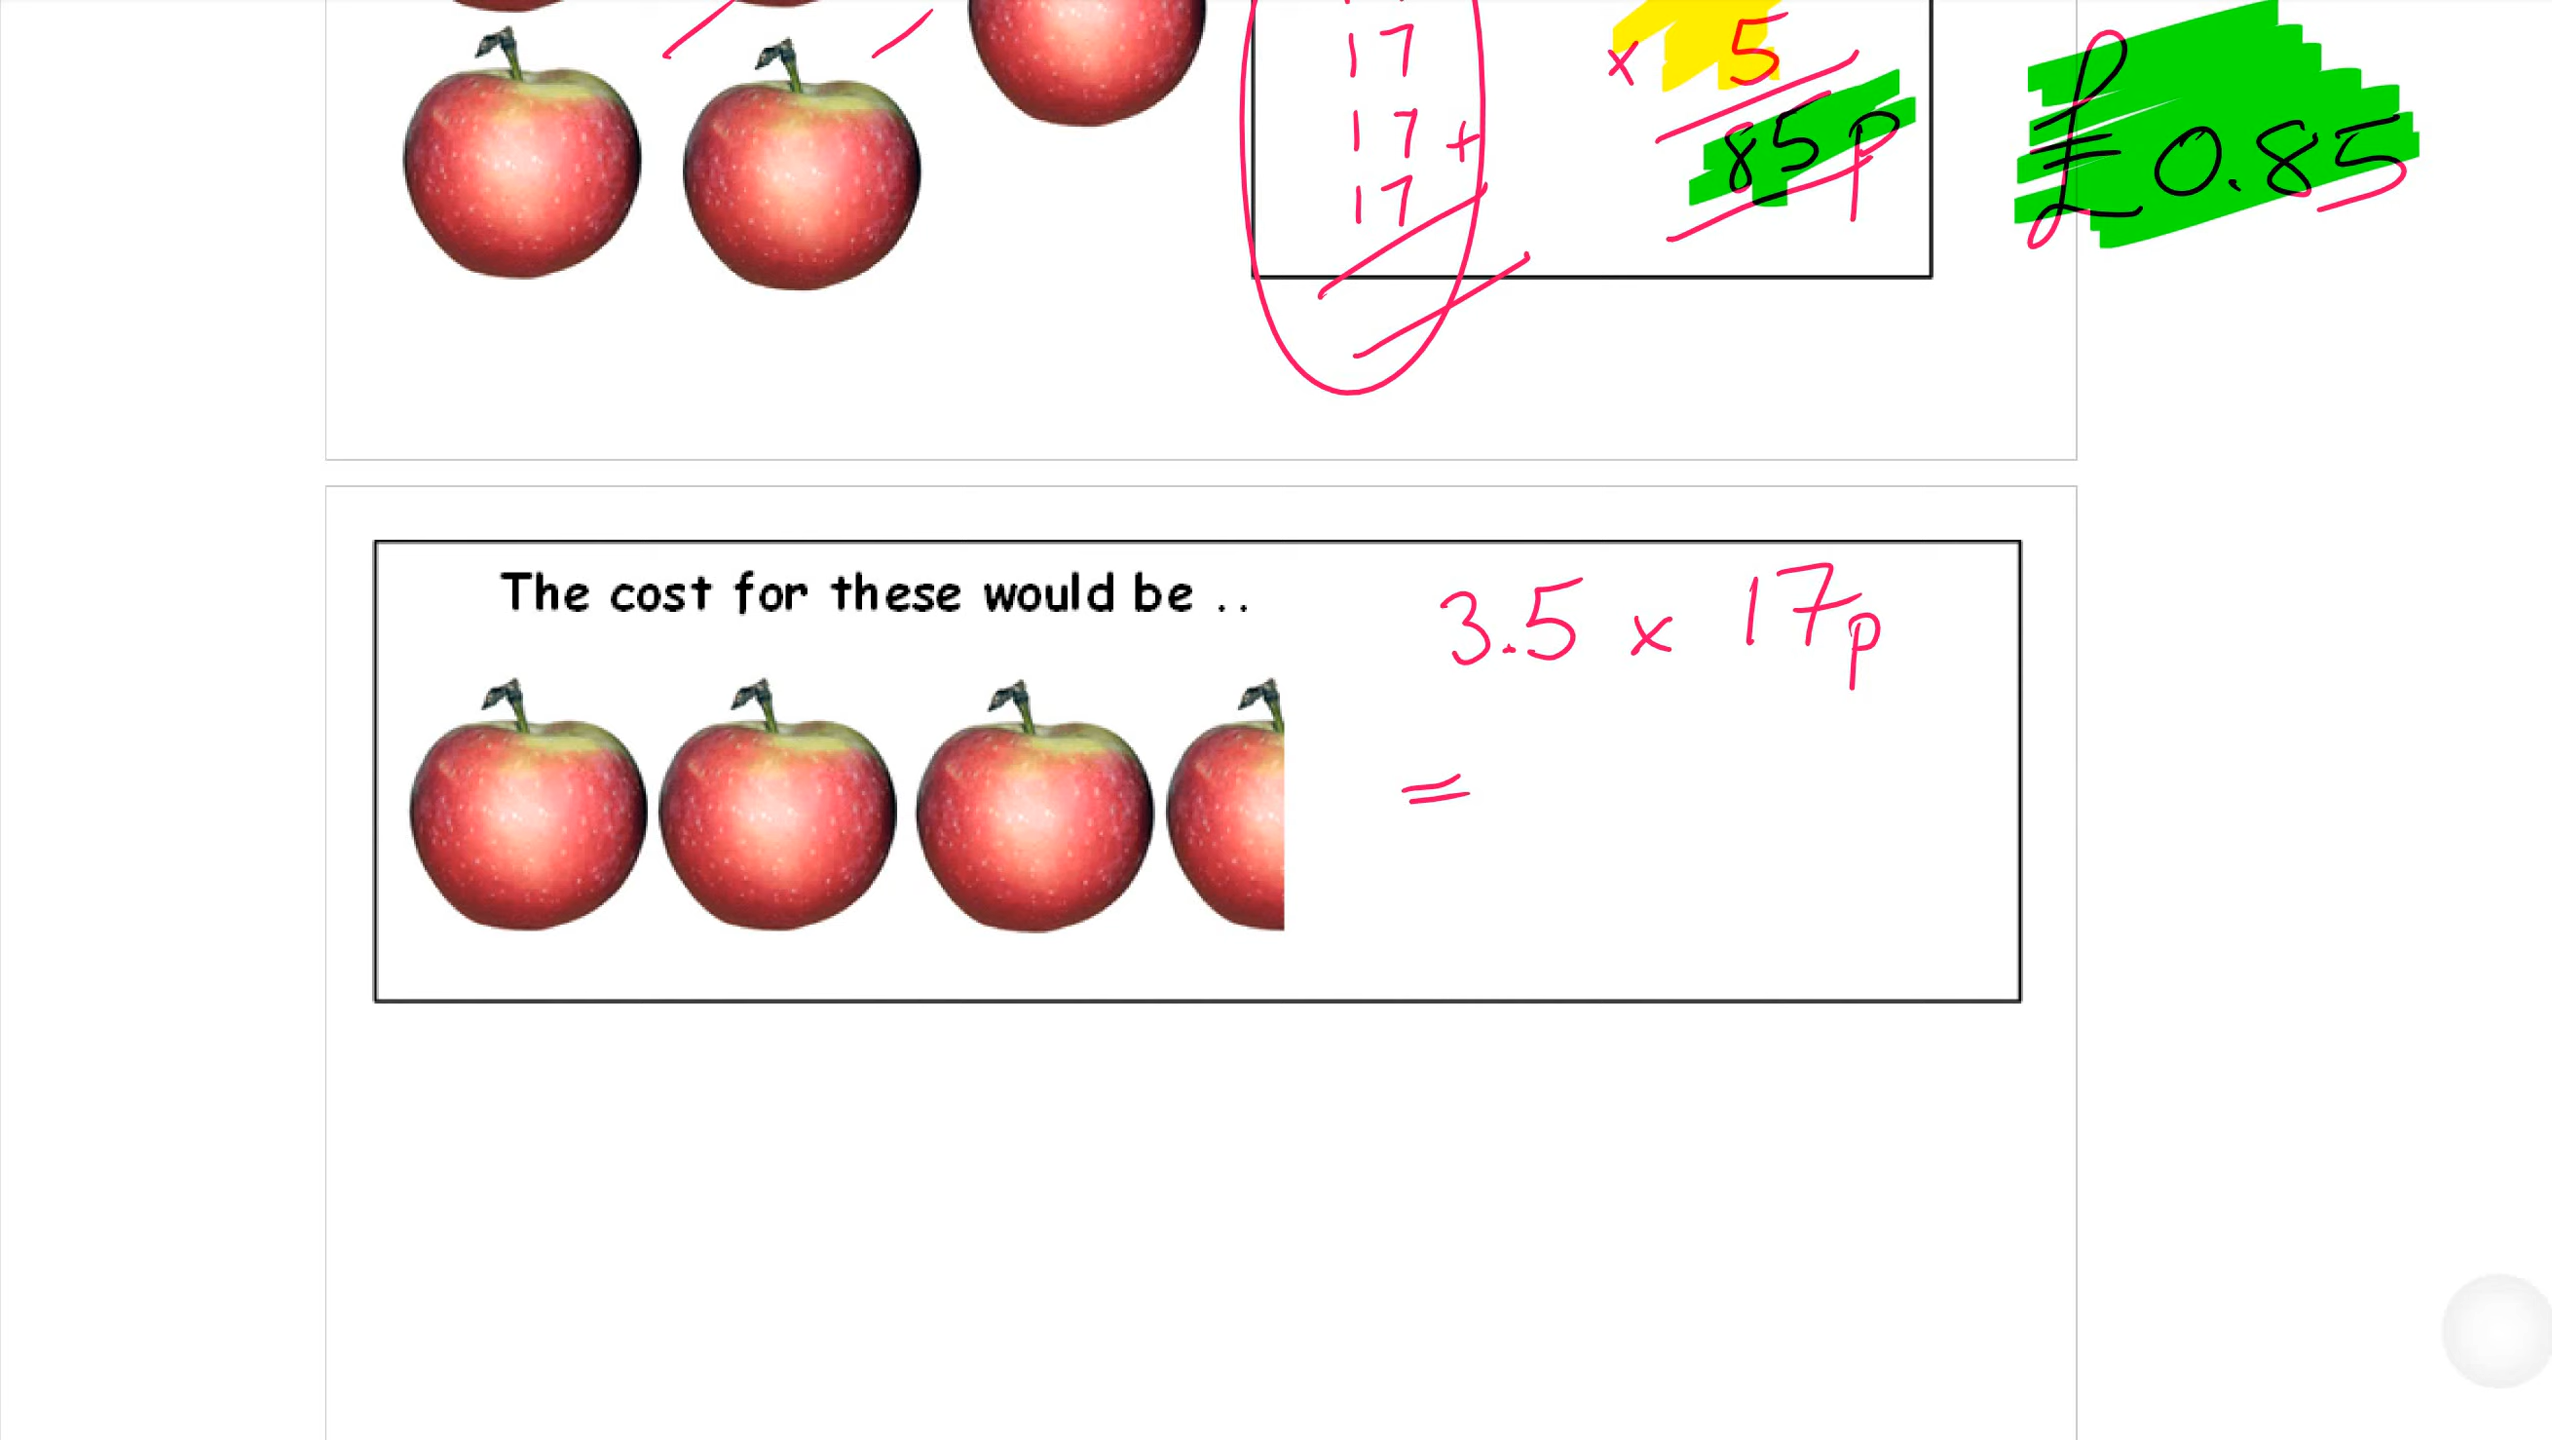 17
17 +
17
x 5
85p
£0.85
The cost for these would be ..
3.5 x 17p
=